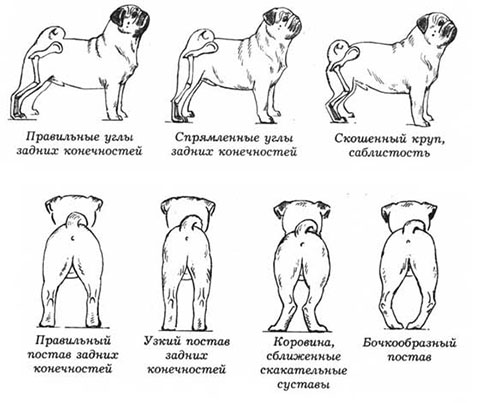 Правильные углы
задних конечностей
Спрямленные углы
задних конечностей
Скошенный круп,
саблистость
Правильный
постав задних
конечностей
Узкий постав
задних
конечностей
Коровина,
сближенные
скакательные
суставы
Бочкообразный
постав